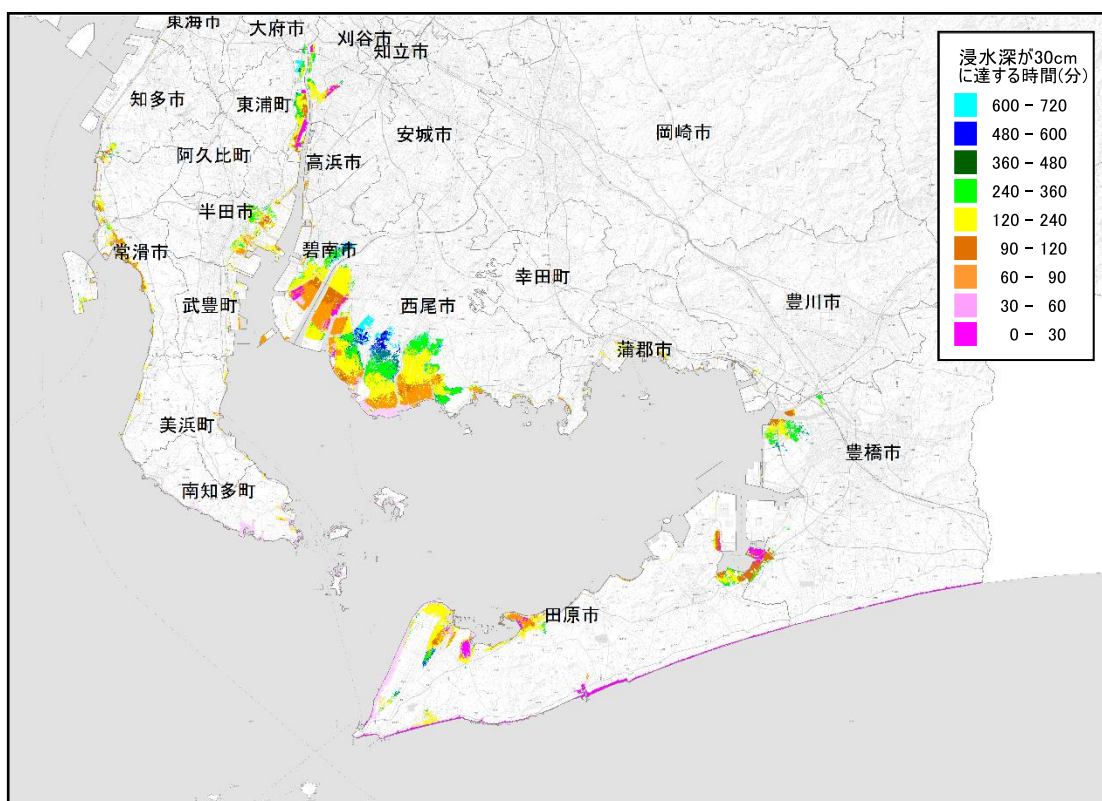 東海市
大府市
刈谷市
知立市
知多市
東浦町
安城市
岡崎市
阿久比町
高浜市
半田市
常滑市
碧南市
武豊町
西尾市
幸田町
豊川市
蒲郡市
美浜町
豊橋市
南知多町
田原市
浸水深が30cm
に達する時間(分)
600 - 720
480 - 600
360 - 480
240 - 360
120 - 240
90 - 120
60 - 90
30 - 60
0 - 30